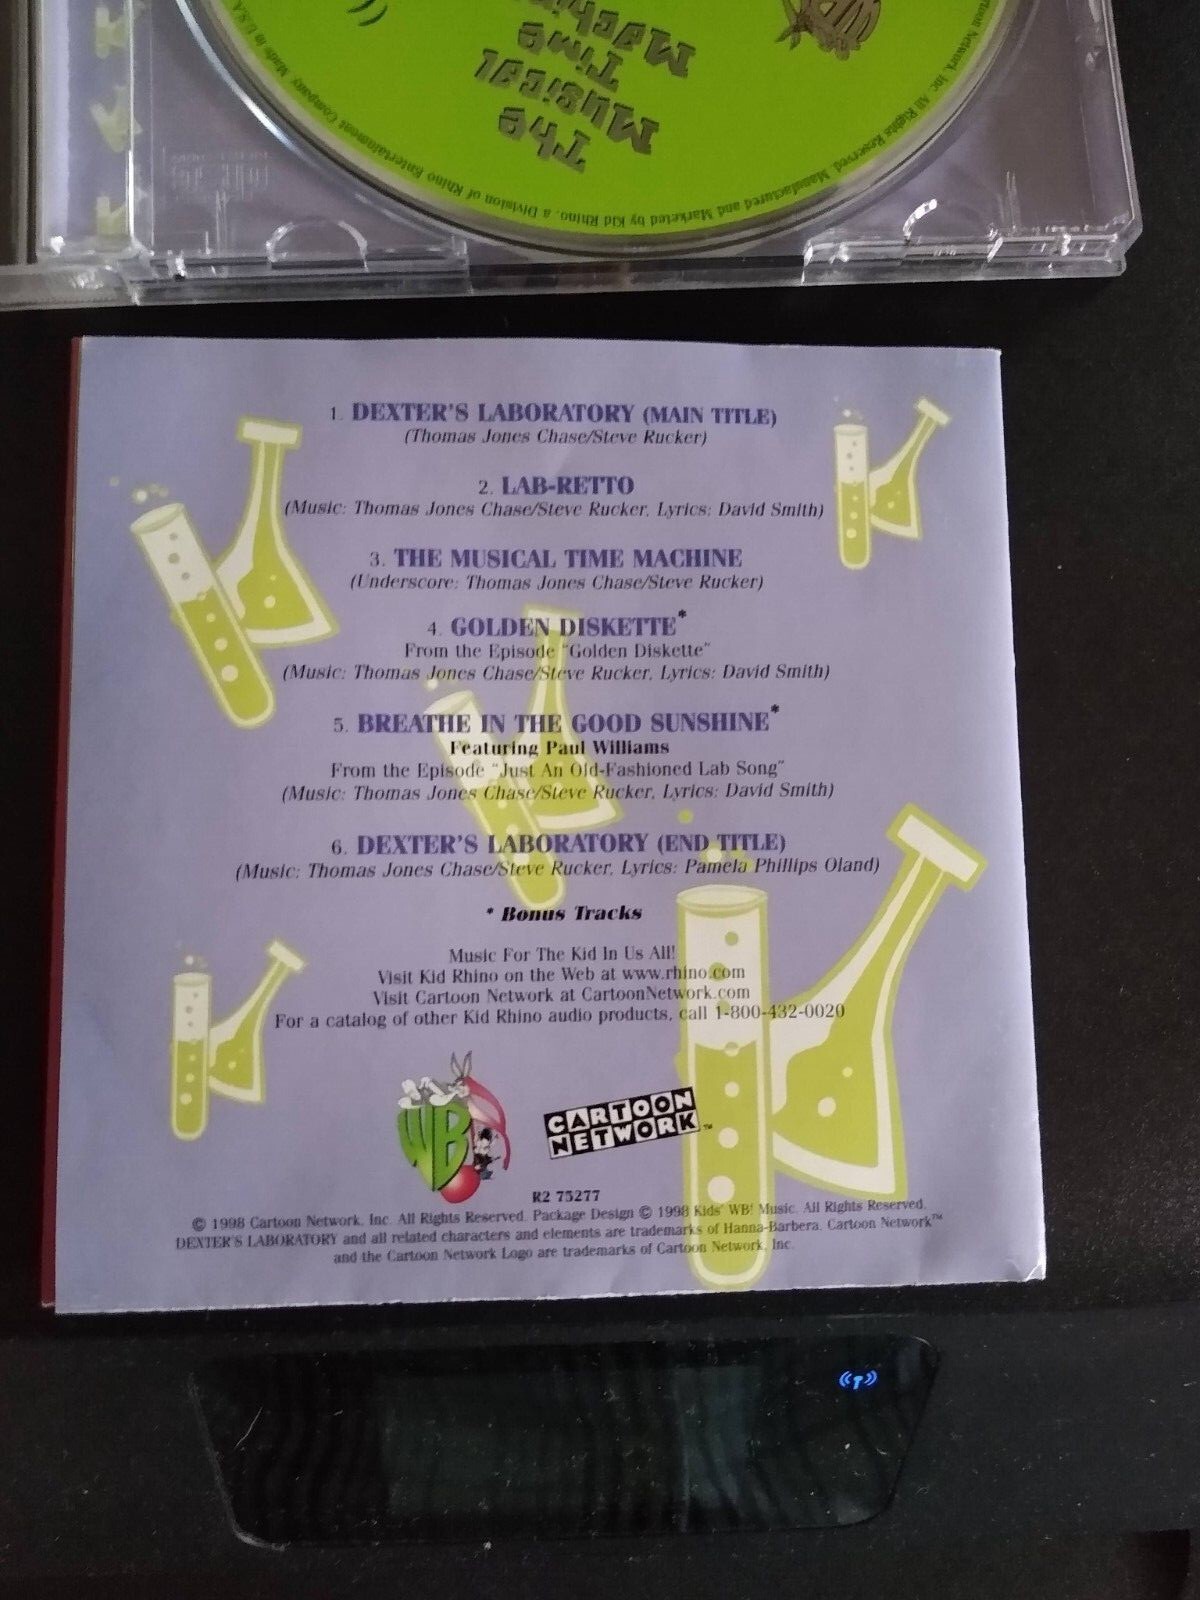 The
Musical
Time
Cartoon Network, Inc. All Rights Reserved. Manufactured and Marketed by Kid Rhino, a Division of Rhino Entertainment Company. Made in U.S.A.
1. DEXTER'S LABORATORY (MAIN TITLE)
(Thomas Jones Chase/Steve Rucker)
2. LAB-RETTO
(Music: Thomas Jones Chase/Steve Rucker, Lyrics: David Smith)
3. THE MUSICAL TIME MACHINE
(Underscore: Thomas Jones Chase/Steve Rucker)
4. GOLDEN DISKETTE*
From the Episode "Golden Diskette"
(Music: Thomas Jones Chase/Steve Rucker, Lyrics: David Smith)
5. BREATHE IN THE GOOD SUNSHINE*
Featuring Paul Williams
From the Episode "Just An Old-Fashioned Lab Song"
(Music: Thomas Jones Chase/Steve Rucker, Lyrics: David Smith)
6. DEXTER'S LABORATORY (END TITLE)
(Music: Thomas Jones Chase/Steve Rucker, Lyrics: Pamela Phillips Oland)
* Bonus Tracks
Music For The Kid In Us All!
Visit Kid Rhino on the Web at www.rhino.com
Visit Cartoon Network at CartoonNetwork.com
For a catalog of other Kid Rhino audio products, call 1-800-432-0020
WB
CARTOON
NETWORK™
R2 75277
© 1998 Cartoon Network, Inc. All Rights Reserved. Package Design © 1998 Kids' WB! Music. All Rights Reserved.
DEXTER'S LABORATORY and all related characters and elements are trademarks of Hanna-Barbera. Cartoon Network™
and the Cartoon Network Logo are trademarks of Cartoon Network, Inc.